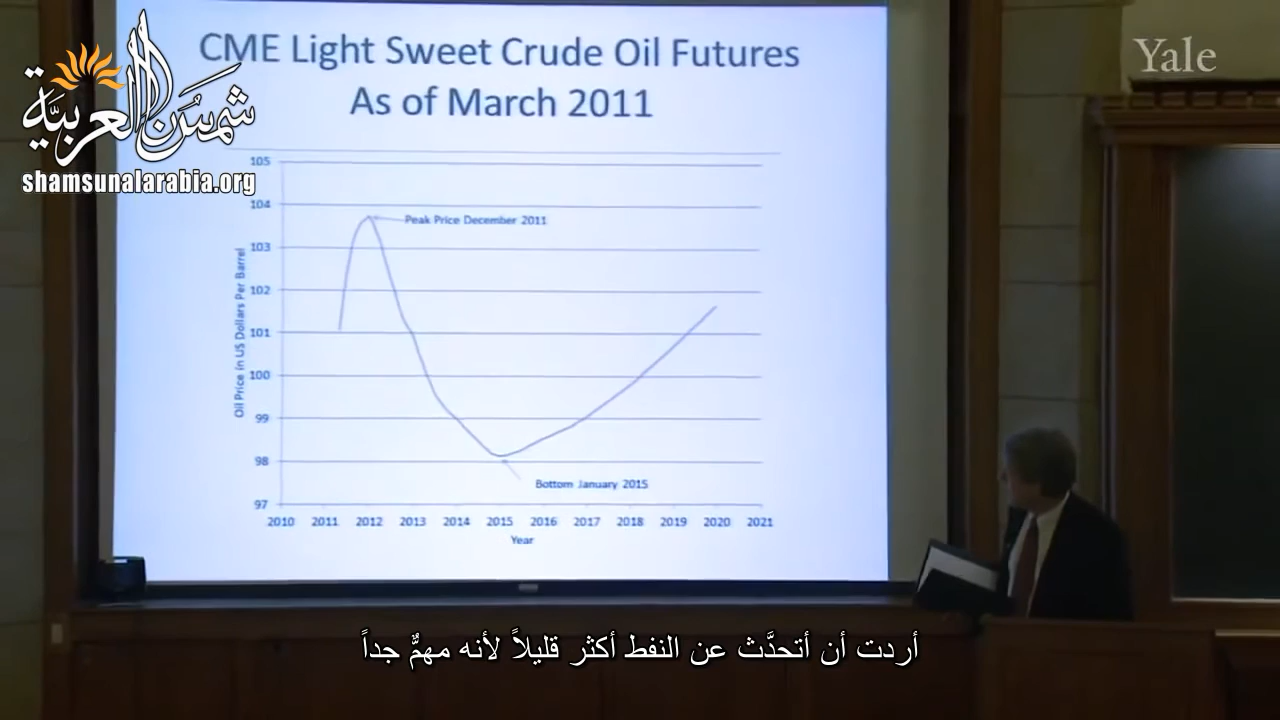 CME Light Sweet Crude Oil Futures
As of March 2011
Yale
شمس العربية
shamsunalarabia.org
105
104
103
102
101
100
99
98
97
Oil Price in US Dollars Per Barrel
Peak Price December 2011
Bottom January 2015
2010 2011 2012 2013 2014 2015 2016 2017 2018 2019 2020 2021
Year
أردت أن أتحدَّث عن النفط أكثر قليلاً لأنه مهمٌّ جداً